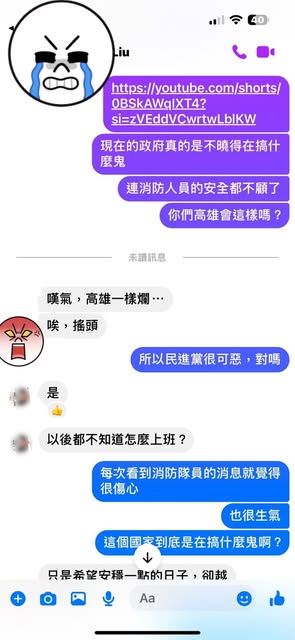 40
Liu
https://youtube.com/shorts/
0BSkAWqlXT4?
si=zVEddVCwrtwLblKW
現在的政府真的是不曉得在搞什
麼鬼
連消防人員的安全都不顧了
你們高雄會這樣嗎？
未讀訊息
嘆氣，高雄一樣爛⋯
唉，搖頭
所以民進黨很可惡，對嗎
是
以後都不知道怎麼上班？
每次看到消防隊員的消息就覺得
很傷心
也很生氣
這個國家到底是在搞什麼鬼啊？
只是希望安穩一點的日子，卻越
Aa